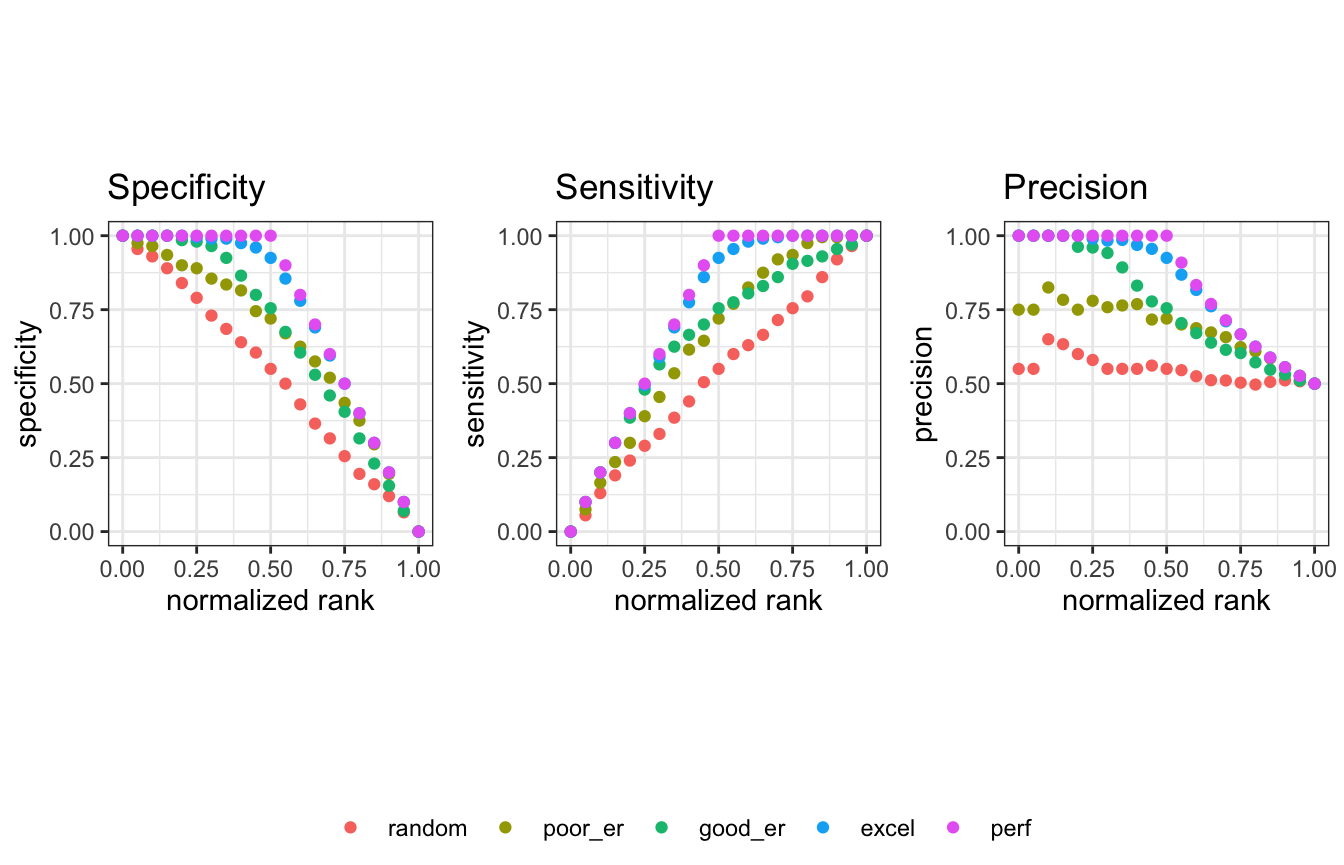 Specificity
Sensitivity
Precision
specificity
1.00
0.75
0.50
0.25
0.00
0.00 0.25 0.50 0.75 1.00
normalized rank
sensitivity
1.00
0.75
0.50
0.25
0.00
0.00 0.25 0.50 0.75 1.00
normalized rank
precision
1.00
0.75
0.50
0.25
0.00
0.00 0.25 0.50 0.75 1.00
normalized rank
random poor_er good_er excel perf